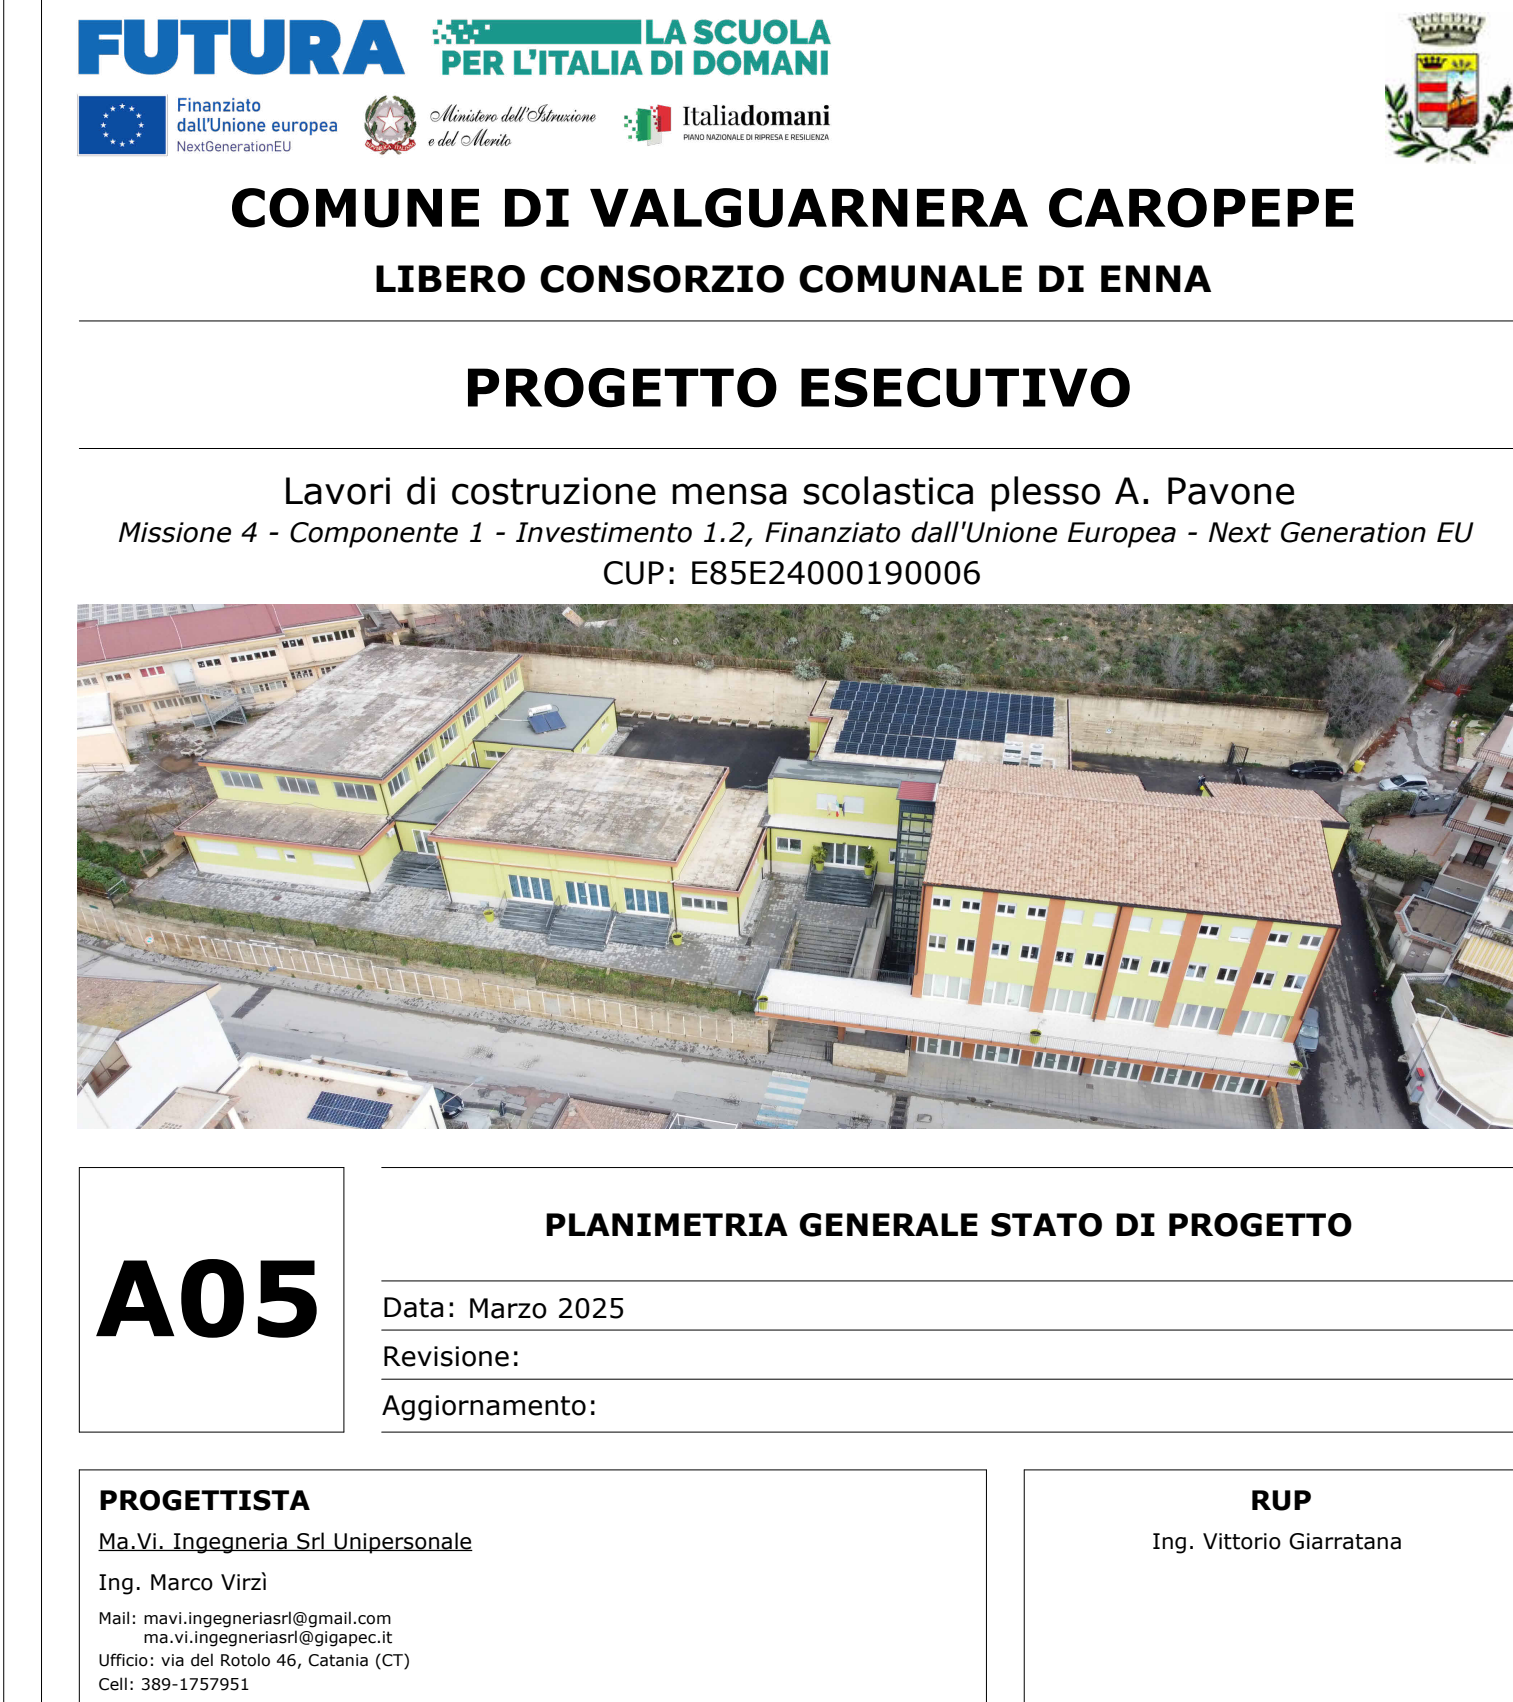 FUTURA
LA SCUOLA
PER L'ITALIA DI DOMANI
Finanziato
dall'Unione europea
NextGenerationEU
Ministero dell'Istruzione
e del Merito
Italiadomani
PIANO NAZIONALE DI RIPRESA E RESILIENZA
COMUNE DI VALGUARNERA CAROPEPE
LIBERO CONSORZIO COMUNALE DI ENNA
PROGETTO ESECUTIVO
Lavori di costruzione mensa scolastica plesso A. Pavone
Missione 4 - Componente 1 - Investimento 1.2, Finanziato dall'Unione Europea - Next Generation EU
CUP: E85E24000190006
A05
PLANIMETRIA GENERALE STATO DI PROGETTO
Data: Marzo 2025
Revisione:
Aggiornamento:
PROGETTISTA
Ma.Vi. Ingegneria Srl Unipersonale
Ing. Marco Virzì
Mail: mavi.ingegneriasrl@gmail.com
ma.vi.ingegneriasrl@gigapec.it
Ufficio: via del Rotolo 46, Catania (CT)
Cell: 389-1757951
RUP
Ing. Vittorio Giarratana